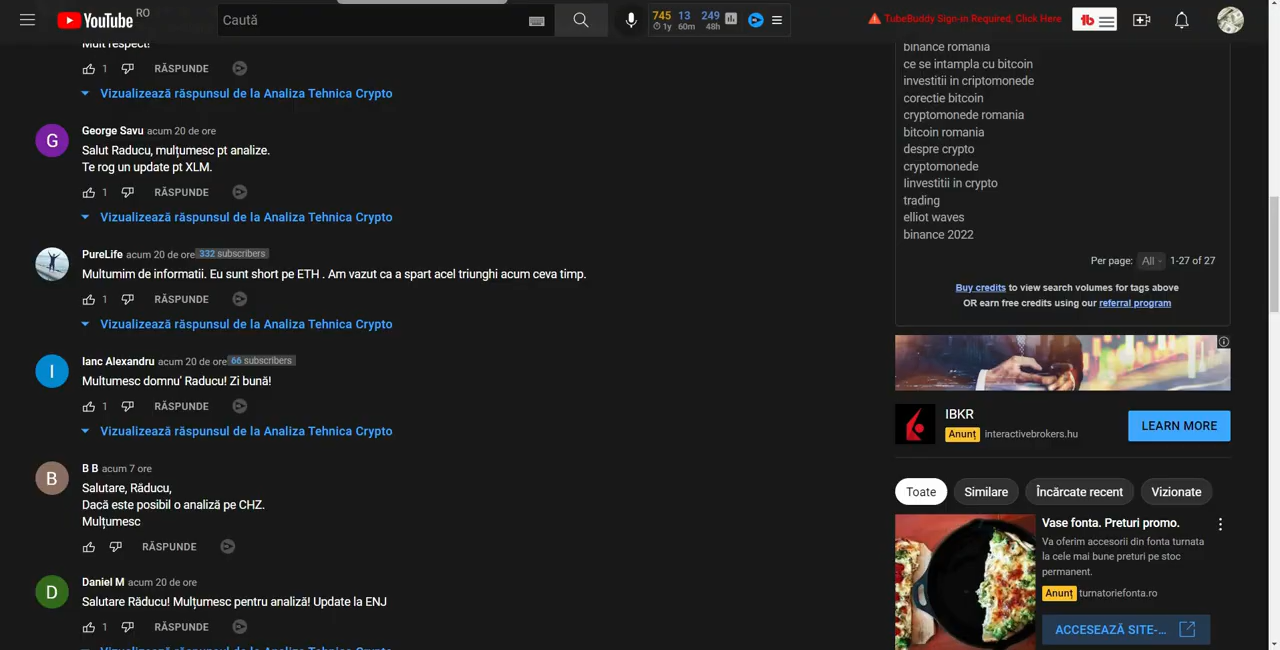 YouTube RO
Caută
745 13 249
1y 60m 48h
TubeBuddy Sign-in Required, Click Here
tb
Mult respect!
1 RĂSPUNDE
Vizualizează răspunsul de la Analiza Tehnica Crypto
G
George Savu acum 20 de ore
Salut Raducu, mulțumesc pt analize.
Te rog un update pt XLM.
1 RĂSPUNDE
Vizualizează răspunsul de la Analiza Tehnica Crypto
PureLife acum 20 de ore 332 subscribers
Multumim de informatii. Eu sunt short pe ETH . Am vazut ca a spart acel triunghi acum ceva timp.
1 RĂSPUNDE
Vizualizează răspunsul de la Analiza Tehnica Crypto
I
Ianc Alexandru acum 20 de ore 66 subscribers
Multumesc domnu' Raducu! Zi bună!
1 RĂSPUNDE
Vizualizează răspunsul de la Analiza Tehnica Crypto
B
B B acum 7 ore
Salutare, Răducu,
Dacă este posibil o analiză pe CHZ.
Mulțumesc
RĂSPUNDE
D
Daniel M acum 20 de ore
Salutare Răducu! Mulțumesc pentru analiză! Update la ENJ
1 RĂSPUNDE
Vizualizează răspunsul de la Analiza Tehnica Crypto
binance romania
ce se intampla cu bitcoin
investitii in criptomonede
corectie bitcoin
cryptomonede romania
bitcoin romania
despre crypto
cryptomonede
linvestitii in crypto
trading
elliot waves
binance 2022
Per page: All 1-27 of 27
Buy credits to view search volumes for tags above
OR earn free credits using our referral program
IBKR
Anunț interactivebrokers.hu
LEARN MORE
Toate Similare Încărcate recent Vizionate
Vase fonta. Preturi promo.
Va oferim accesorii din fonta turnata
la cele mai bune preturi pe stoc
permanent.
Anunț turnatoriefonta.ro
ACCESEAZĂ SITE-...